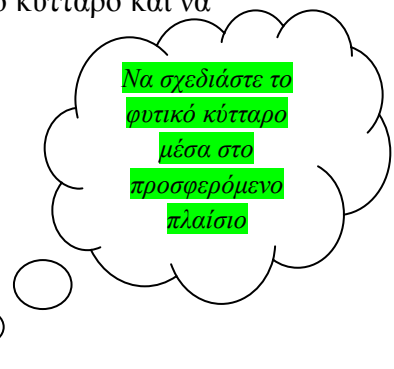 κύτταρο και να
Να σχεδιάστε το
φυτικό κύτταρο
μέσα στο
προσφερόμενο
πλαίσιο